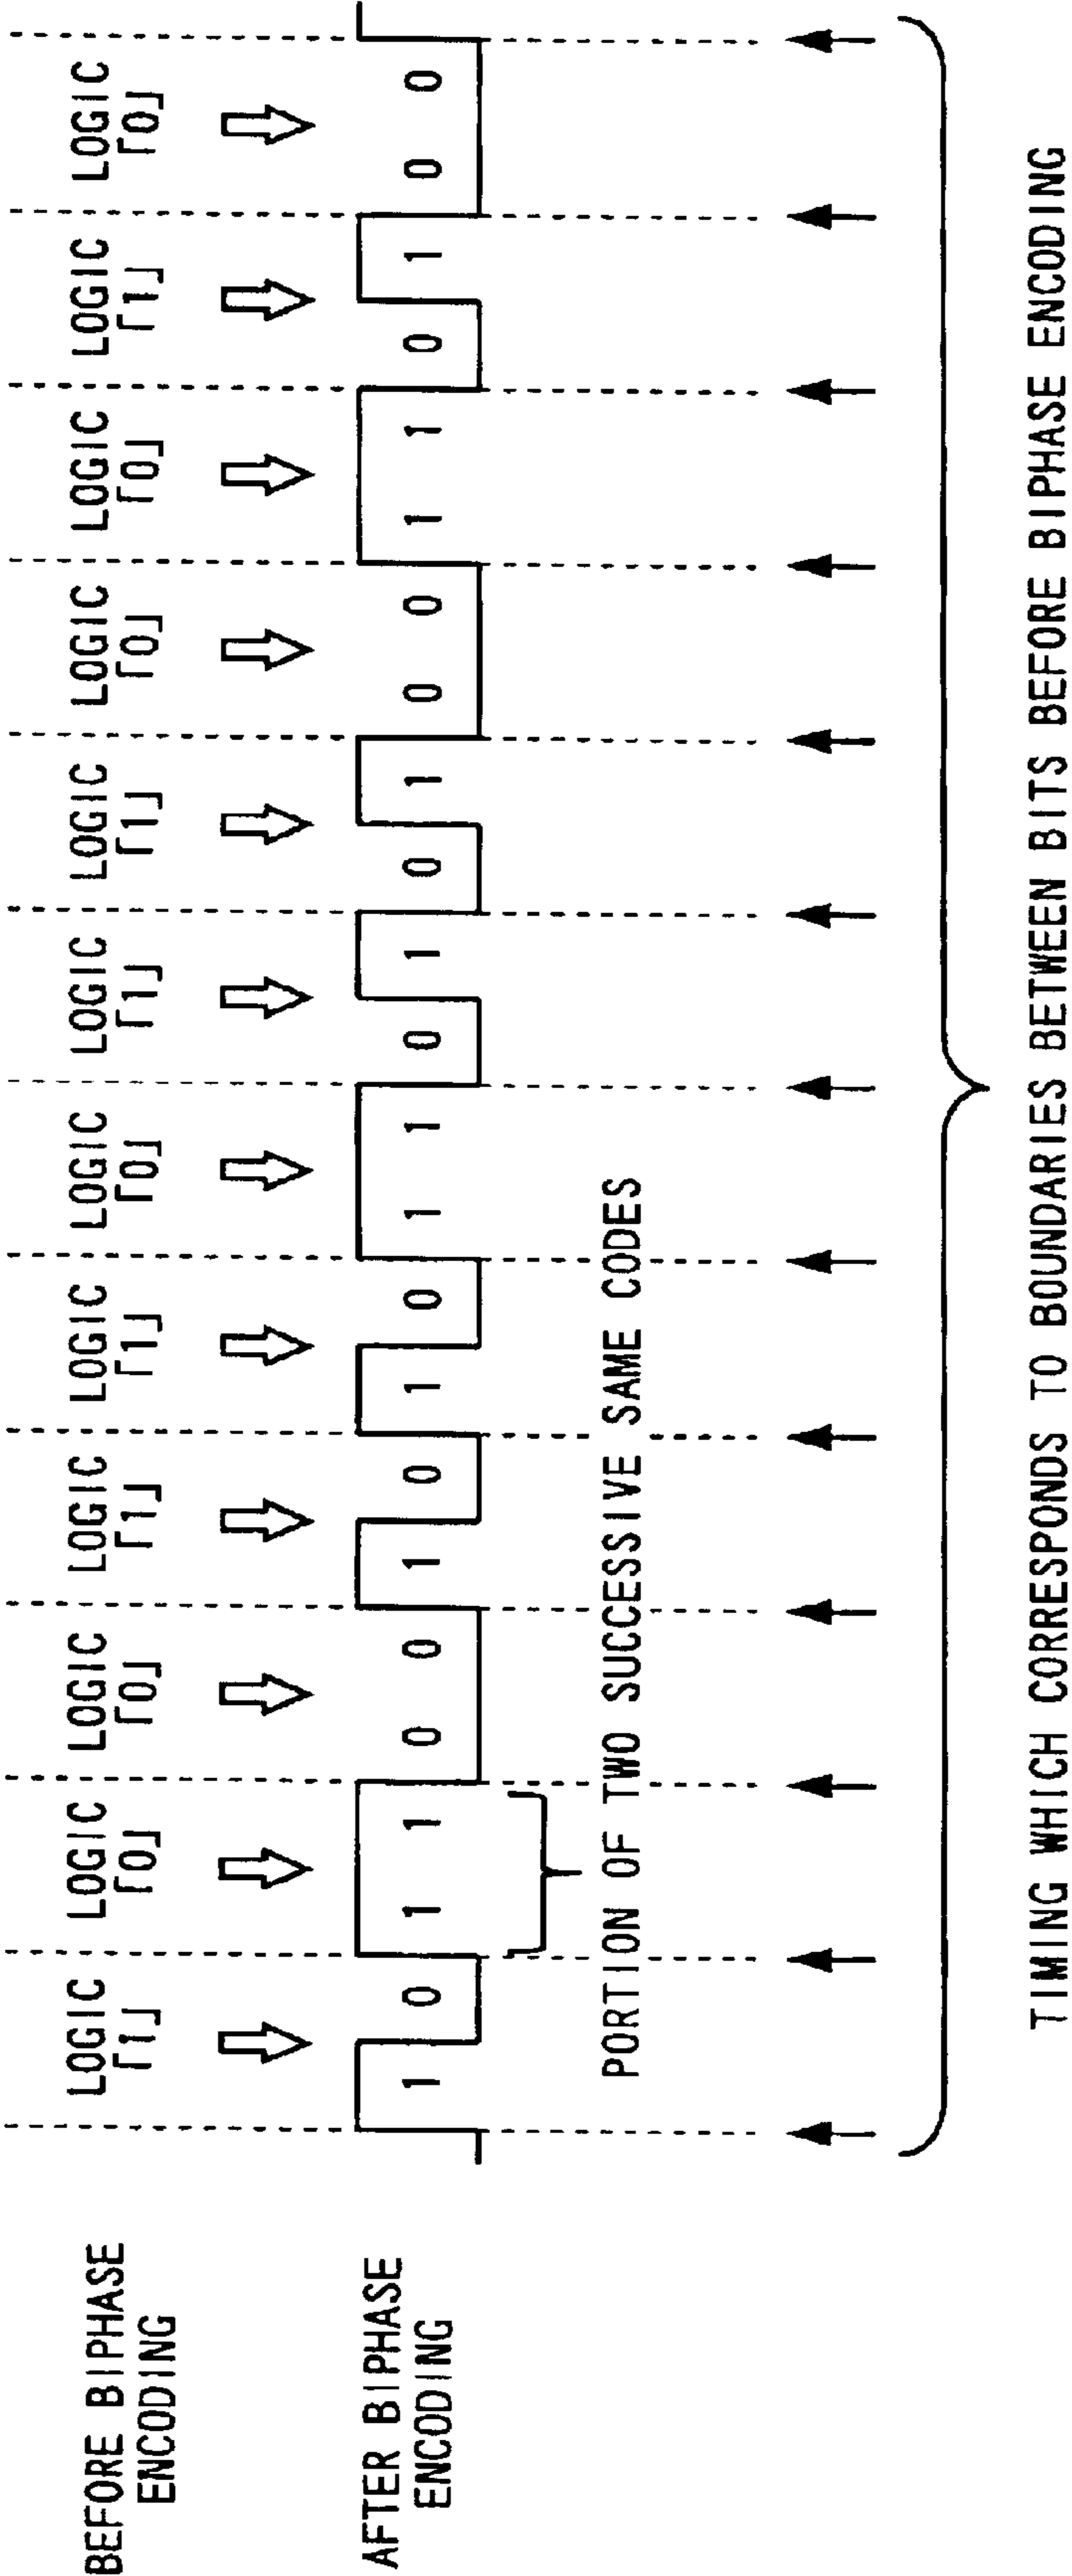 BEFORE BIPHASE
ENCODING
LOGIC LOGIC LOGIC LOGIC LOGIC LOGIC LOGIC LOGIC LOGIC LOGIC LOGIC LOGIC
「1」 「0」 「0」 「1」 「1」 「0」 「1」 「1」 「0」 「0」 「1」 「0」
AFTER BIPHASE
ENCODING
1 0 1 1 0 0 1 0 1 0 1 1 0 1 0 1 0 0 1 1 0 1 0 0
PORTION OF TWO SUCCESSIVE SAME CODES
TIMING WHICH CORRESPONDS TO BOUNDARIES BETWEEN BITS BEFORE BIPHASE ENCODING